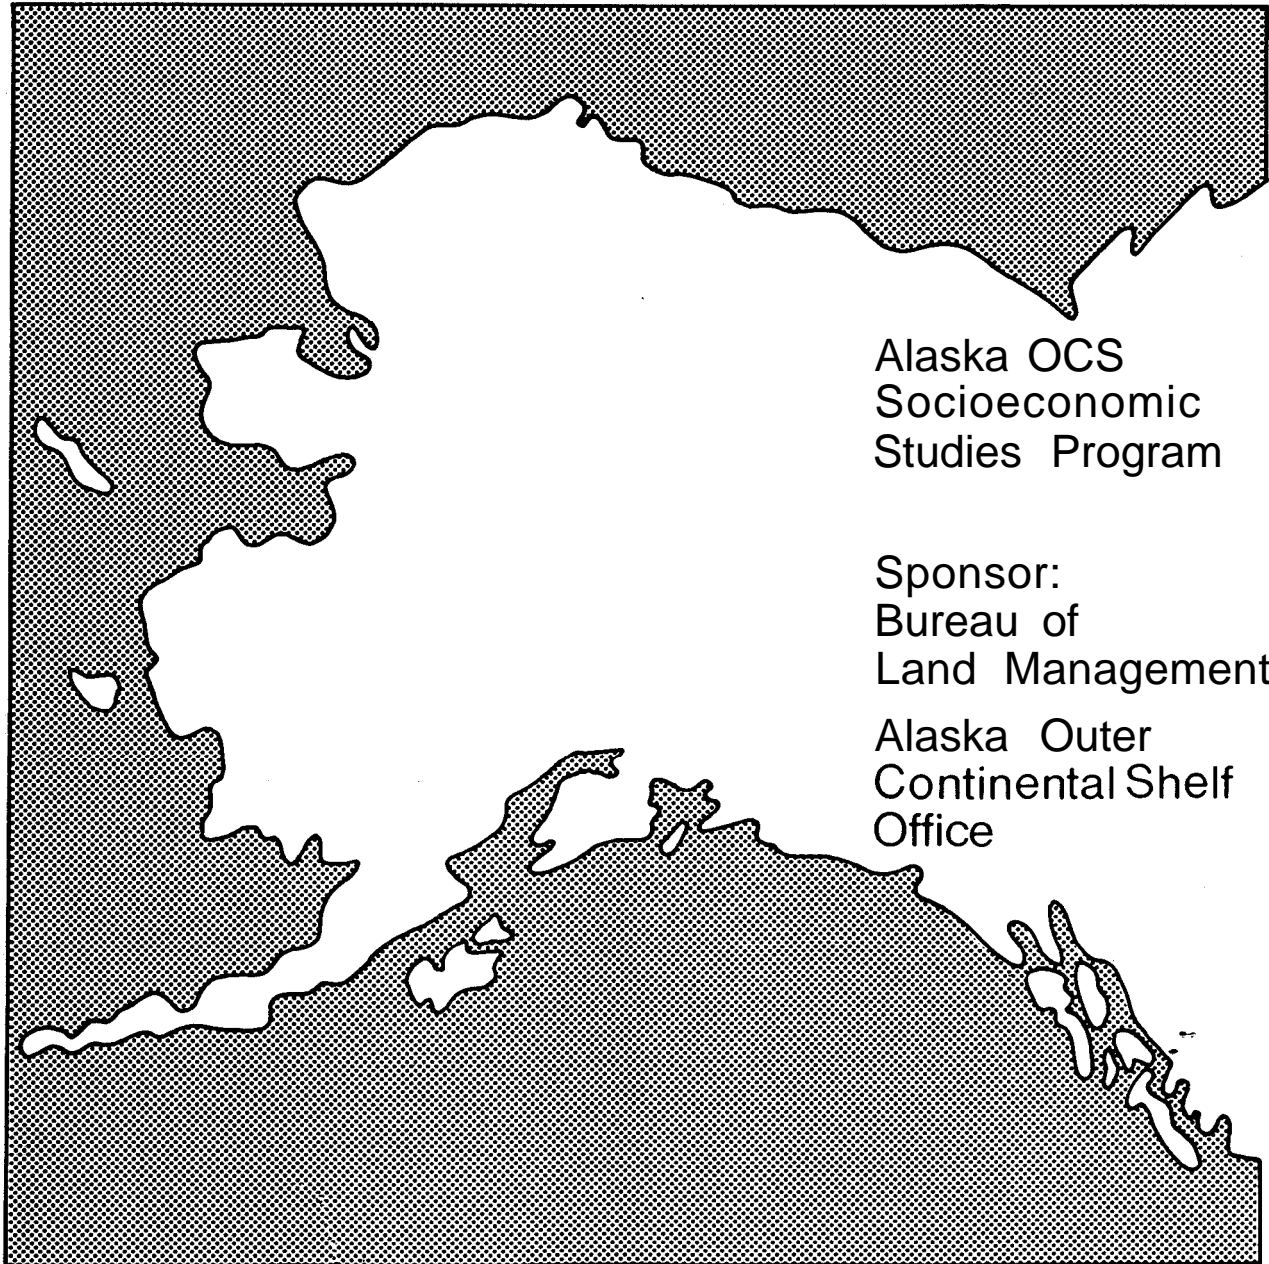 Alaska OCS
Socioeconomic
Studies Program
Sponsor:
Bureau of
Land Management
Alaska Outer
Continental Shelf
Office